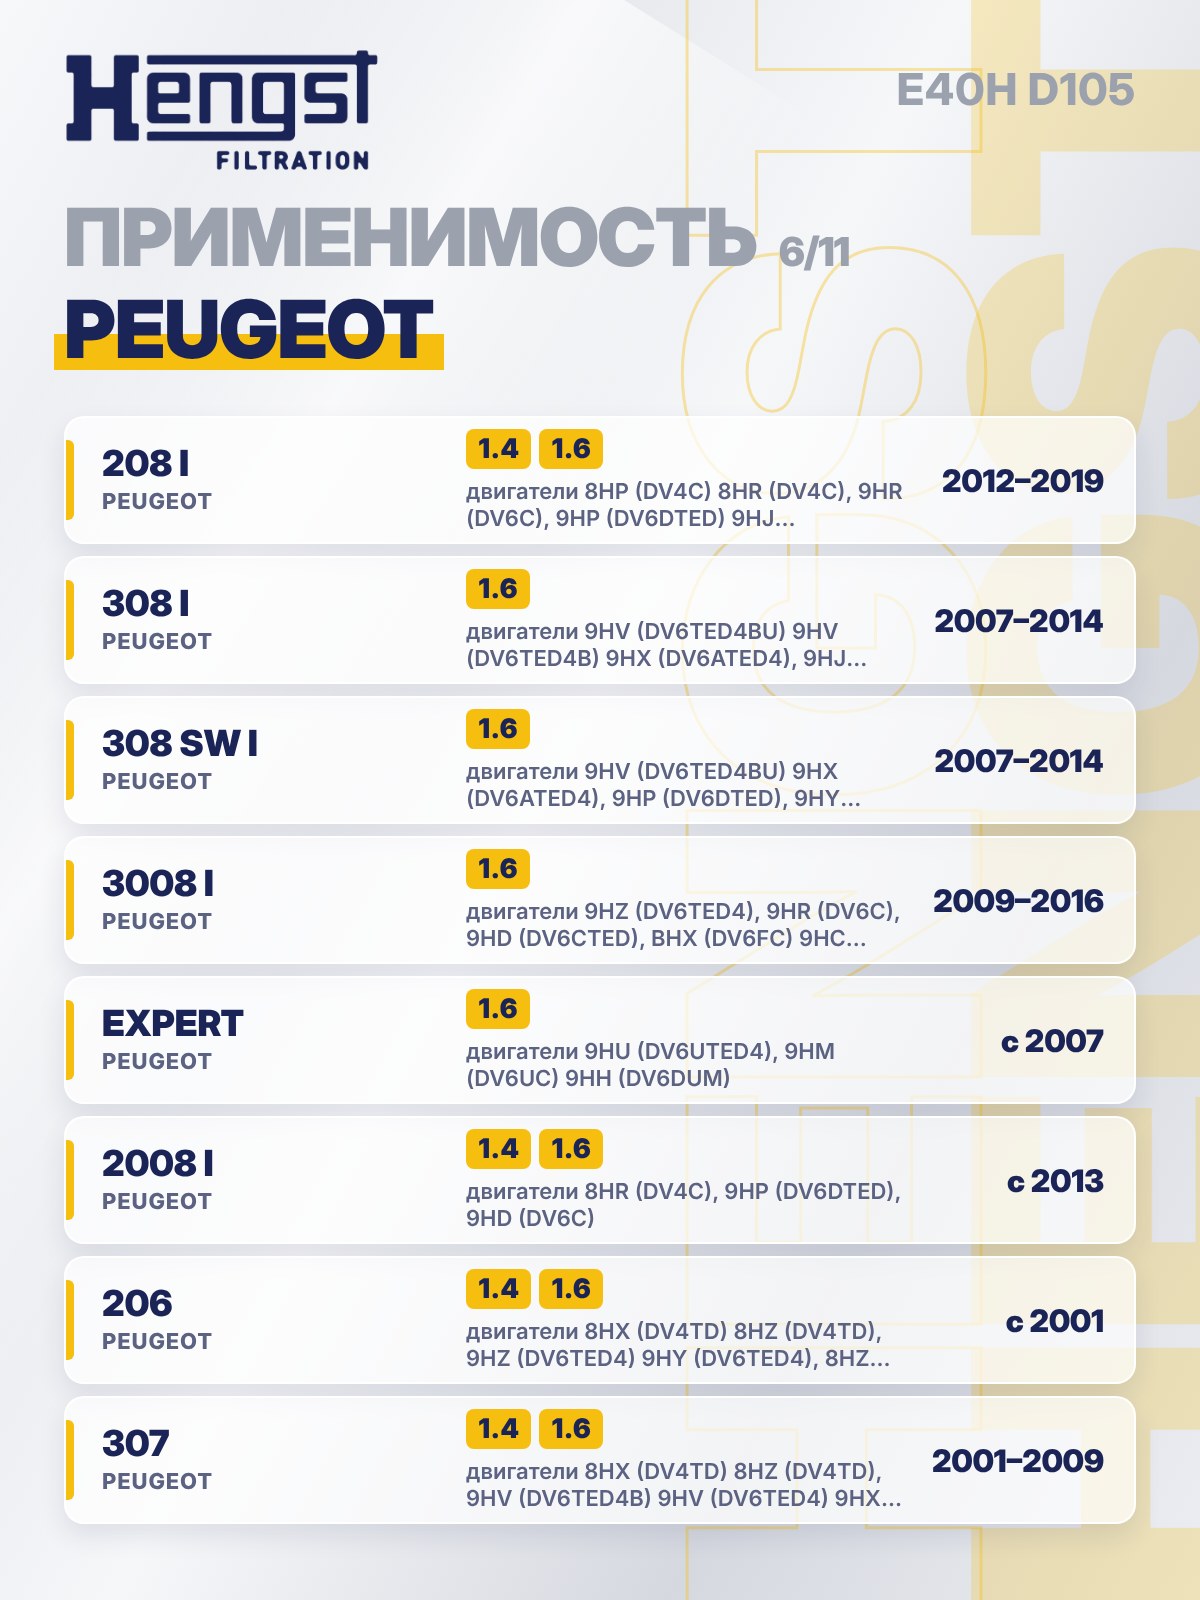 Hengst
FILTRATION
E40H D105
ПРИМЕНИМОСТЬ 6/11
PEUGEOT
208 I
PEUGEOT
1.4 1.6
двигатели 8HP (DV4C) 8HR (DV4C), 9HR
(DV6C), 9HP (DV6DTED) 9HJ...
2012–2019
308 I
PEUGEOT
1.6
двигатели 9HV (DV6TED4BU) 9HV
(DV6TED4B) 9HX (DV6ATED4), 9HJ...
2007–2014
308 SW I
PEUGEOT
1.6
двигатели 9HV (DV6TED4BU) 9HX
(DV6ATED4), 9HP (DV6DTED), 9HY...
2007–2014
3008 I
PEUGEOT
1.6
двигатели 9HZ (DV6TED4), 9HR (DV6C),
9HD (DV6CTED), BHX (DV6FC) 9HC...
2009–2016
EXPERT
PEUGEOT
1.6
двигатели 9HU (DV6UTED4), 9HM
(DV6UC) 9HH (DV6DUM)
с 2007
2008 I
PEUGEOT
1.4 1.6
двигатели 8HR (DV4C), 9HP (DV6DTED),
9HD (DV6C)
с 2013
206
PEUGEOT
1.4 1.6
двигатели 8HX (DV4TD) 8HZ (DV4TD),
9HZ (DV6TED4) 9HY (DV6TED4), 8HZ...
с 2001
307
PEUGEOT
1.4 1.6
двигатели 8HX (DV4TD) 8HZ (DV4TD),
9HV (DV6TED4B) 9HV (DV6TED4) 9HX...
2001–2009
HENGST